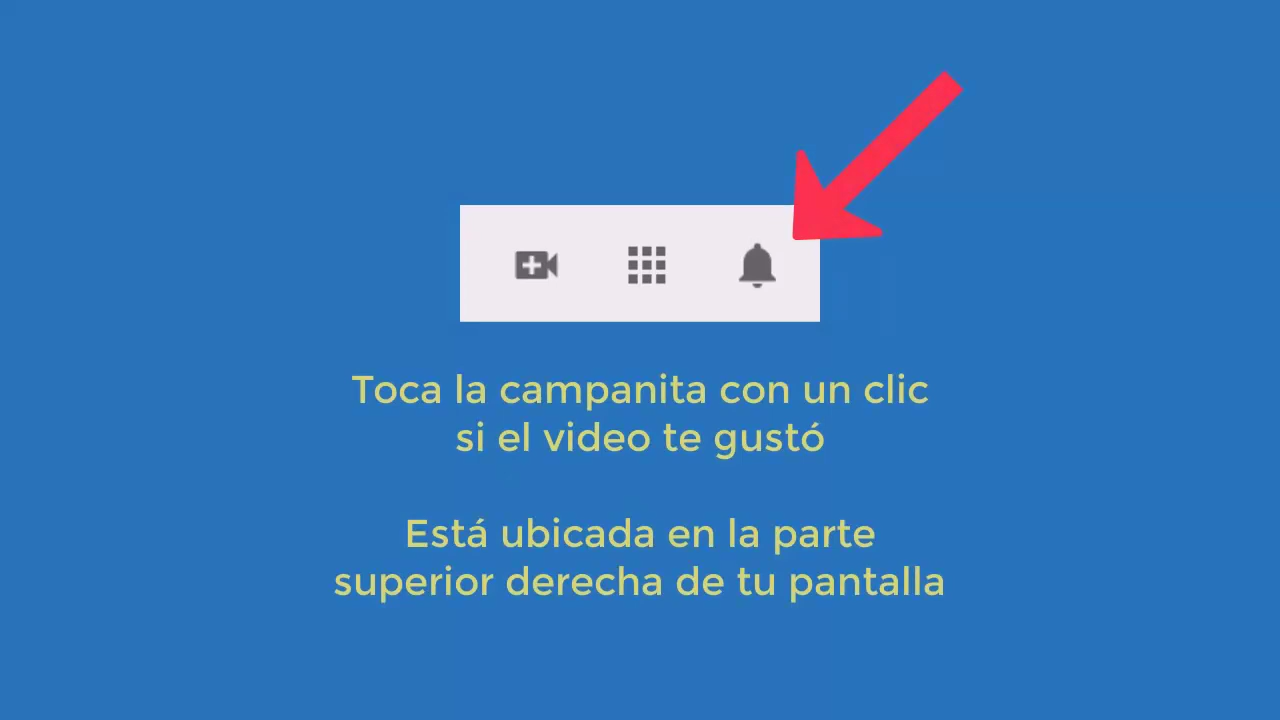 Toca la campanita con un clic
si el video te gustó
Está ubicada en la parte
superior derecha de tu pantalla